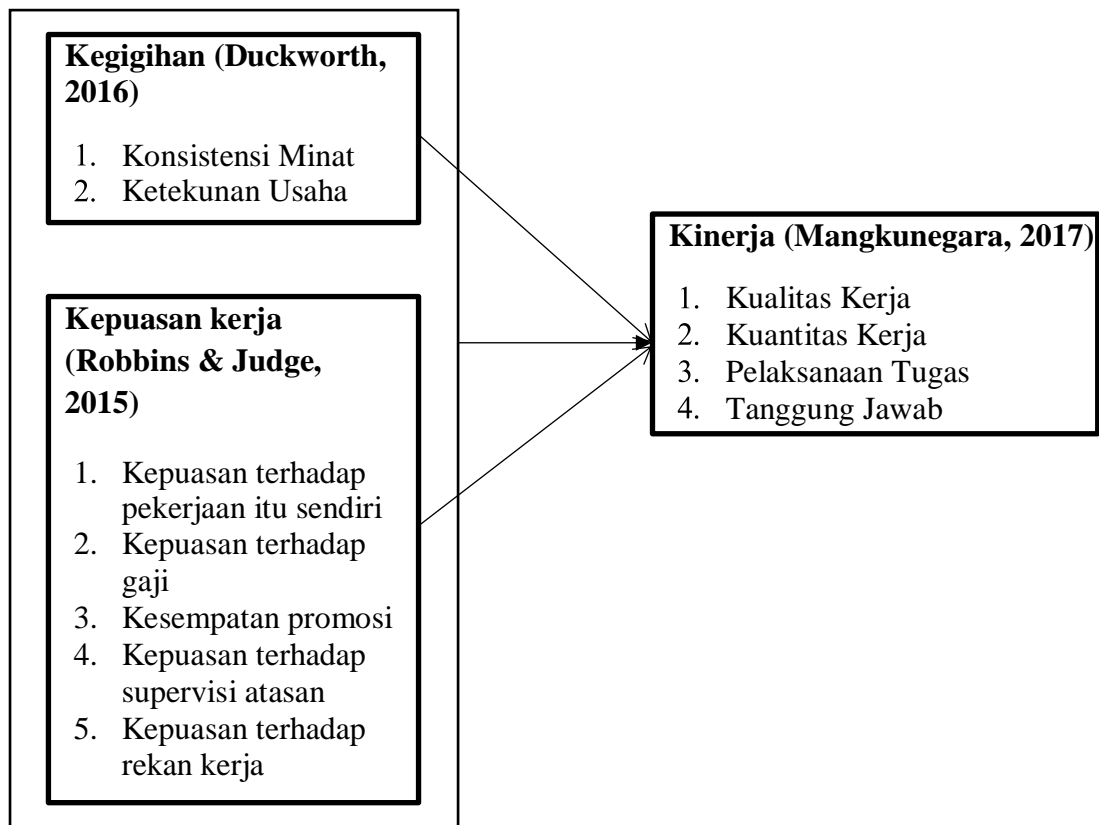 Kegigihan (Duckworth,
2016)
1. Konsistensi Minat
2. Ketekunan Usaha
Kepuasan kerja
(Robbins & Judge,
2015)
1. Kepuasan terhadap
pekerjaan itu sendiri
2. Kepuasan terhadap
gaji
3. Kesempatan promosi
4. Kepuasan terhadap
supervisi atasan
5. Kepuasan terhadap
rekan kerja
Kinerja (Mangkunegara, 2017)
1. Kualitas Kerja
2. Kuantitas Kerja
3. Pelaksanaan Tugas
4. Tanggung Jawab